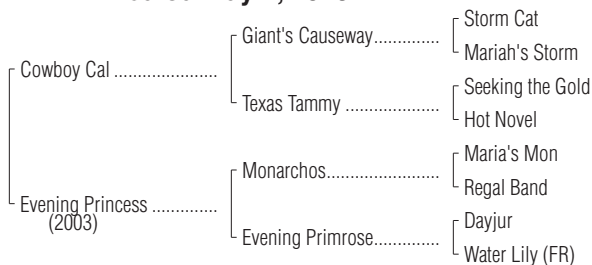 Giant's Causeway............... Storm Cat
Mariah's Storm
Cowboy Cal ........................
Texas Tammy ...................... Seeking the Gold
Hot Novel
Monarchos.......................... Maria's Mon
Regal Band
Evening Princess ...............
(2003)
Evening Primrose............... Dayjur
Water Lily (FR)